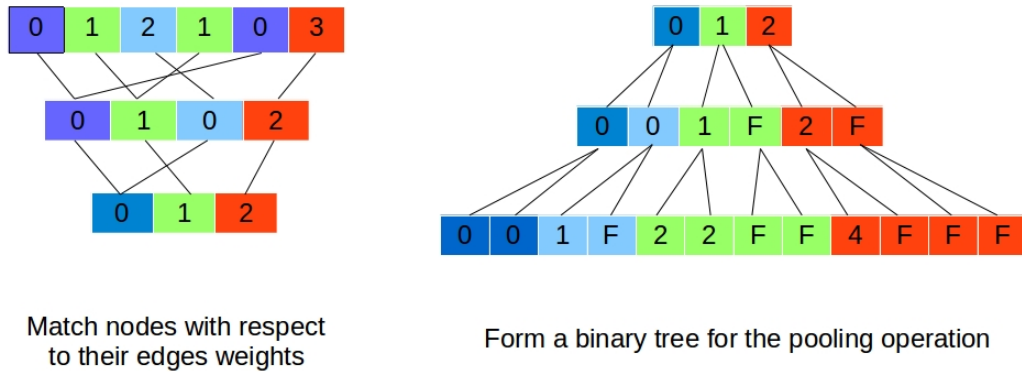 0 1 2 1 0 3
0 1 0 2
0 1 2
Match nodes with respect
to their edges weights
0 1 2
0 0 1 F 2 F
0 0 1 F 2 2 F F 4 F F F
Form a binary tree for the pooling operation